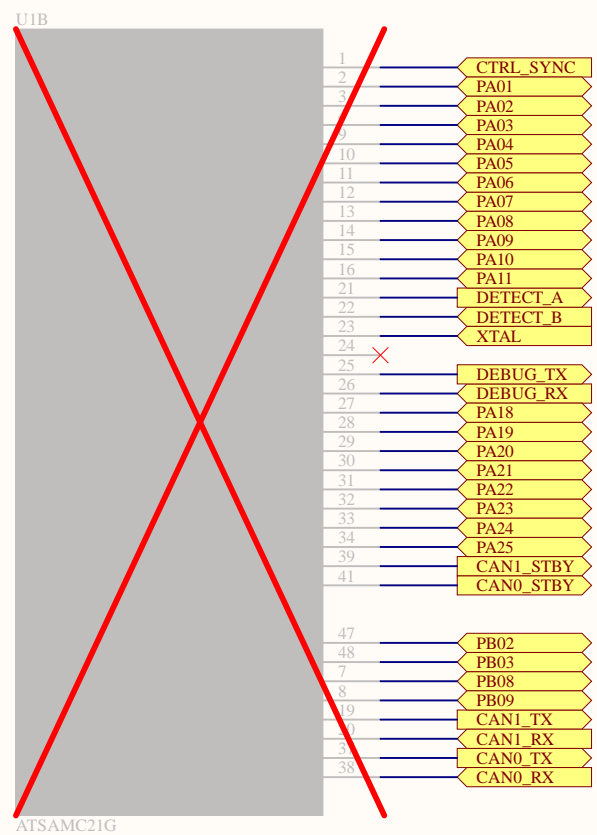 U1B
1 CTRL_SYNC
2 PA01
3 PA02
PA03
9 PA04
10 PA05
11 PA06
12 PA07
13 PA08
14 PA09
15 PA10
16 PA11
21 DETECT_A
22 DETECT_B
23 XTAL
24
25 DEBUG_TX
26 DEBUG_RX
27 PA18
28 PA19
29 PA20
30 PA21
31 PA22
32 PA23
33 PA24
34 PA25
39 CAN1_STBY
41 CAN0_STBY
47 PB02
48 PB03
7 PB08
8 PB09
19 CAN1_TX
CAN1_RX
CAN0_TX
38 CAN0_RX
ATSAMC21G